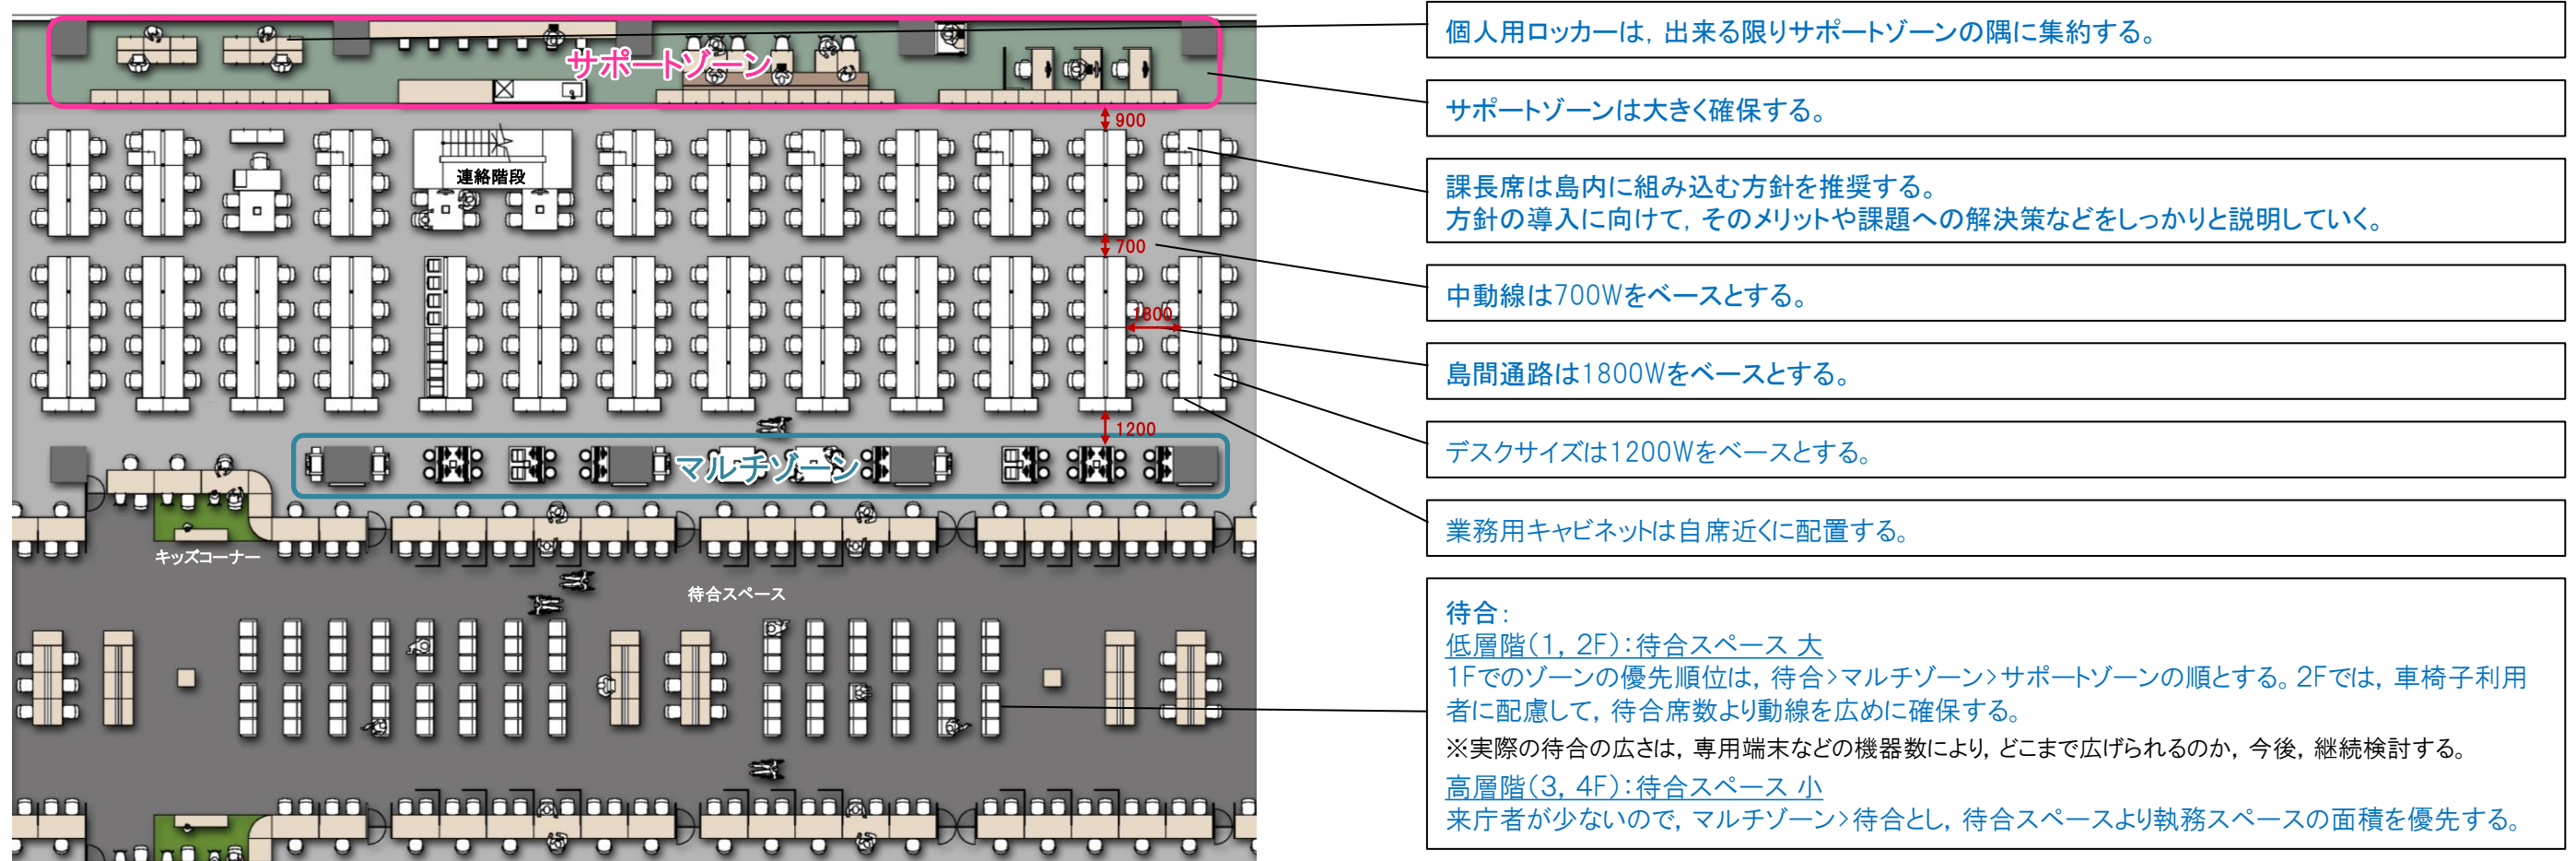 サポートゾーン
900
連絡階段
700
1800
1200
マルチゾーン
キッズコーナー
待合スペース
個人用ロッカーは，出来る限りサポートゾーンの隅に集約する。
サポートゾーンは大きく確保する。
課長席は島内に組み込む方針を推奨する。
方針の導入に向けて，そのメリットや課題への解決策などをしっかりと説明していく。
中動線は700Wをベースとする。
島間通路は1800Wをベースとする。
デスクサイズは1200Wをベースとする。
業務用キャビネットは自席近くに配置する。
待合：
低層階（1，2F）：待合スペース 大
1Fでのゾーンの優先順位は，待合＞マルチゾーン＞サポートゾーンの順とする。2Fでは，車椅子利用
者に配慮して，待合席数より動線を広めに確保する。
※実際の待合の広さは，専用端末などの機器数により，どこまで広げられるのか，今後，継続検討する。
高層階（3，4F）：待合スペース 小
来庁者が少ないので，マルチゾーン＞待合とし，待合スペースより執務スペースの面積を優先する。